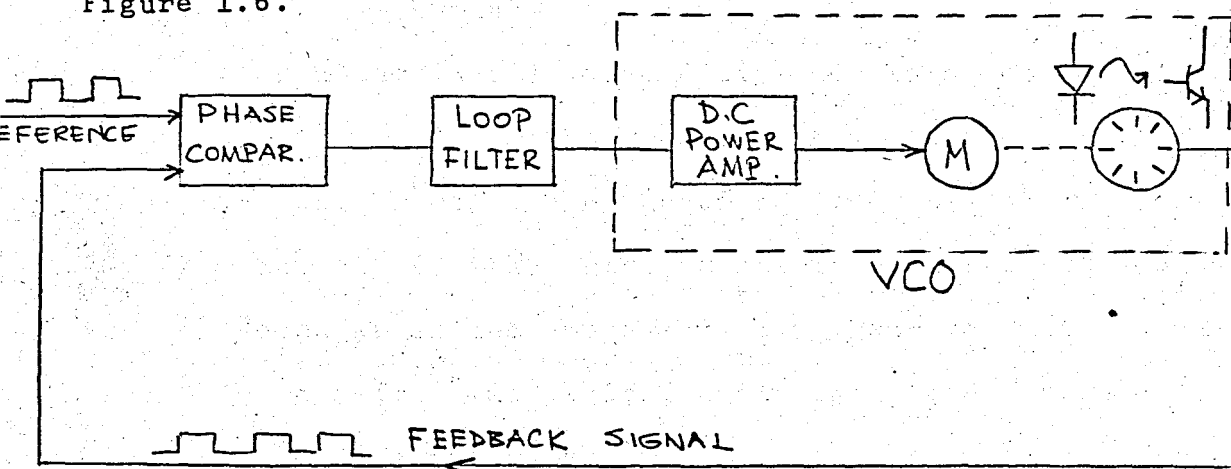 Figure 1.6.
EFERENCE
PHASE
COMPAR.
LOOP
FILTER
D.C
POWER
AMP.
M
VCO
FEEDBACK SIGNAL